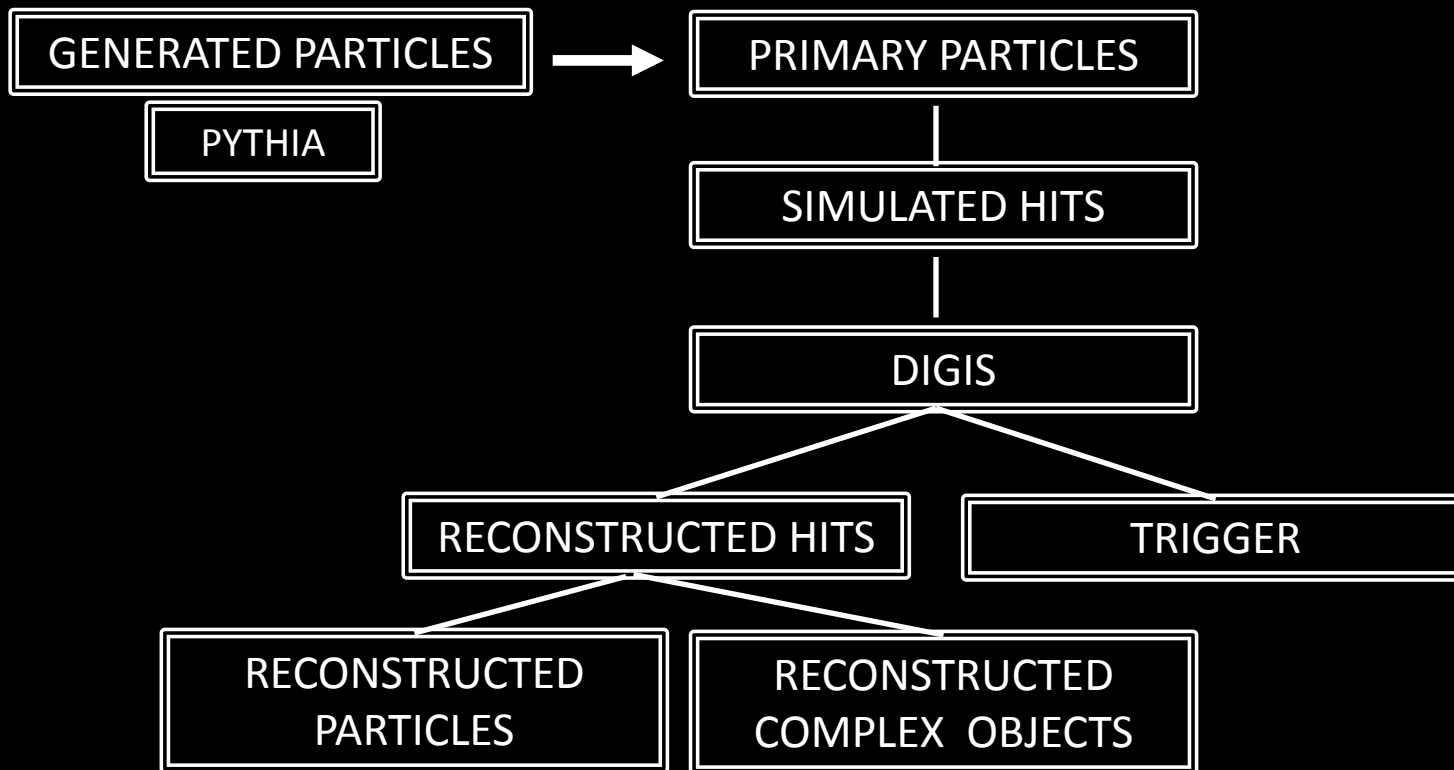 GENERATED PARTICLES
PRIMARY PARTICLES
PYTHIA
SIMULATED HITS
DIGIS
RECONSTRUCTED HITS
TRIGGER
RECONSTRUCTED
PARTICLES
RECONSTRUCTED
COMPLEX OBJECTS